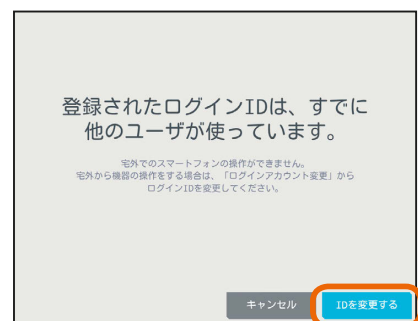 登録されたログインIDは、すでに
他のユーザが使っています。
宅外でのスマートフォンの操作ができません。
宅外から機器の操作をする場合は、「ログインアカウント変更」から
ログインIDを変更してください。
キャンセル
IDを変更する